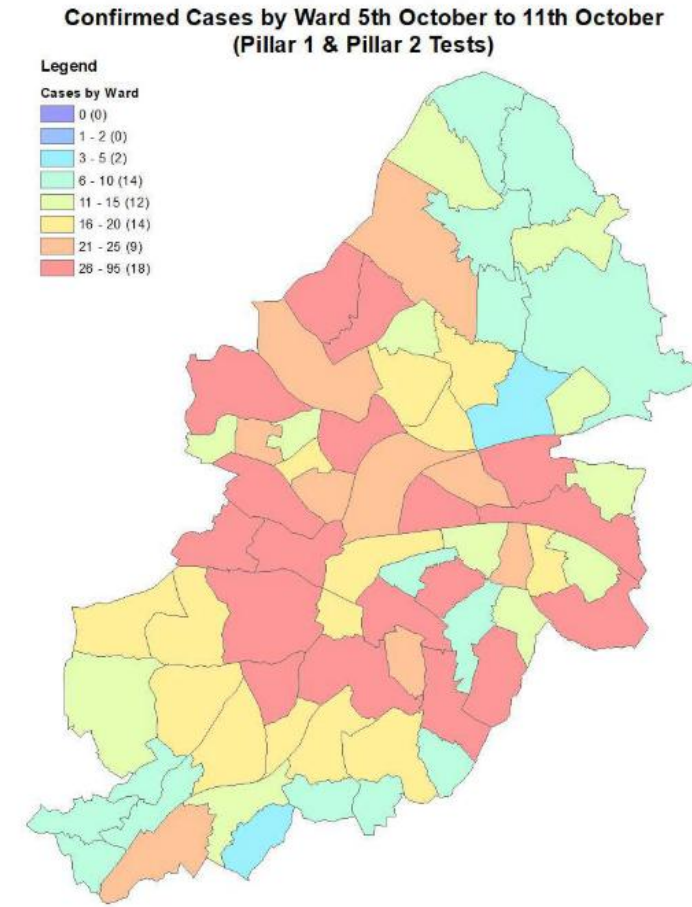 Confirmed Cases by Ward 5th October to 11th October
(Pillar 1 & Pillar 2 Tests)
Legend
Cases by Ward
0 (0)
1 - 2 (0)
3 - 5 (2)
6 - 10 (14)
11 - 15 (12)
16 - 20 (14)
21 - 25 (9)
26 - 95 (18)